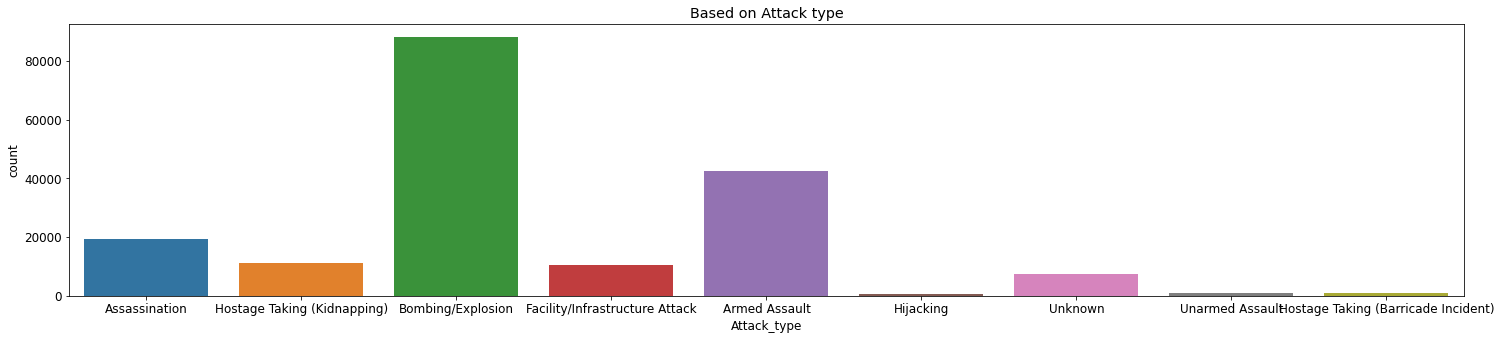 Based on Attack type
count
80000
60000
40000
20000
0
Assassination
Hostage Taking (Kidnapping)
Bombing/Explosion
Facility/Infrastructure Attack
Armed Assault
Hijacking
Unknown
Unarmed Assault
Hostage Taking (Barricade Incident)
Attack_type